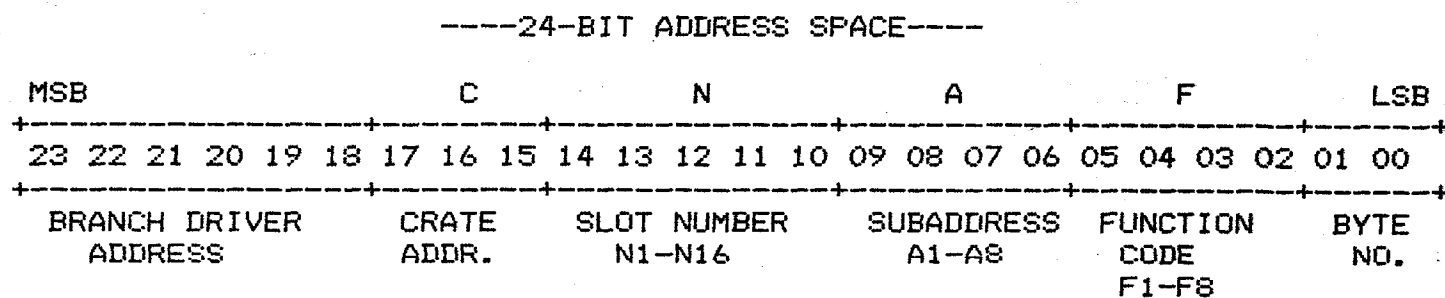 ----24-BIT ADDRESS SPACE----
MSB C N A F LSB
+-----------------+--------+--------------+-----------+-----------+------+
23 22 21 20 19 18 17 16 15 14 13 12 11 10 09 08 07 06 05 04 03 02 01 00
+-----------------+--------+--------------+-----------+-----------+------+
BRANCH DRIVER CRATE SLOT NUMBER SUBADDRESS FUNCTION BYTE
ADDRESS ADDR. N1-N16 A1-A8 CODE NO.
F1-F8